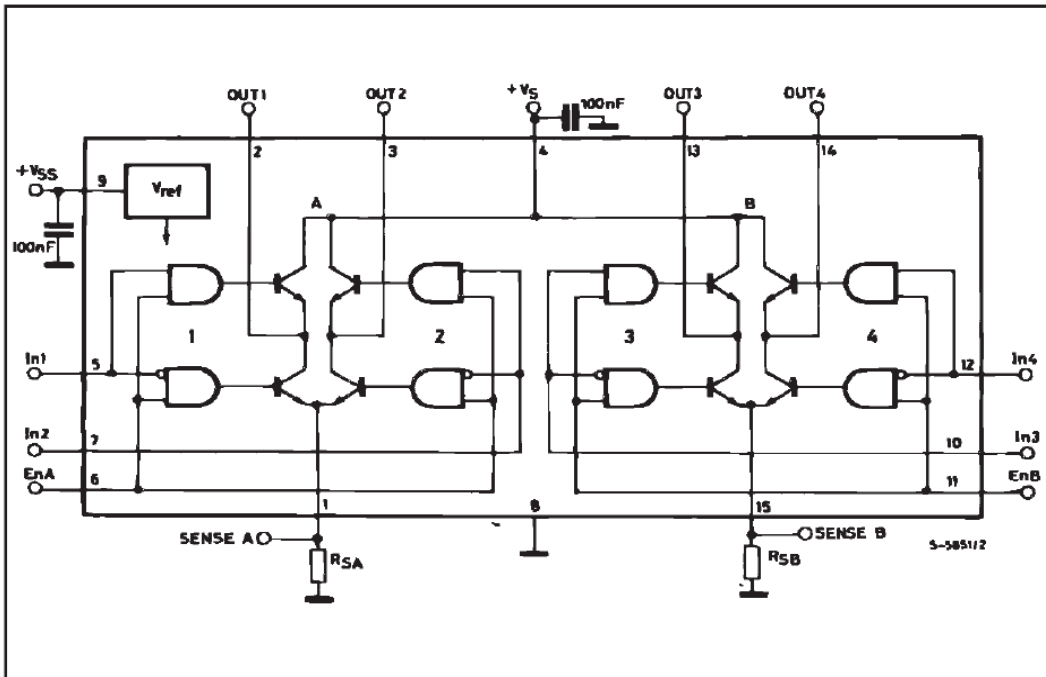 OUT1
OUT2
+VS
100nF
OUT3
OUT4
2
3
4
13
14
+VSS
9
Vref
100nF
A
B
1
2
3
4
In1
5
12
In4
In2
7
10
In3
EnA
6
11
EnB
1
8
15
SENSE A
SENSE B
S-5851/2
RSA
RSB